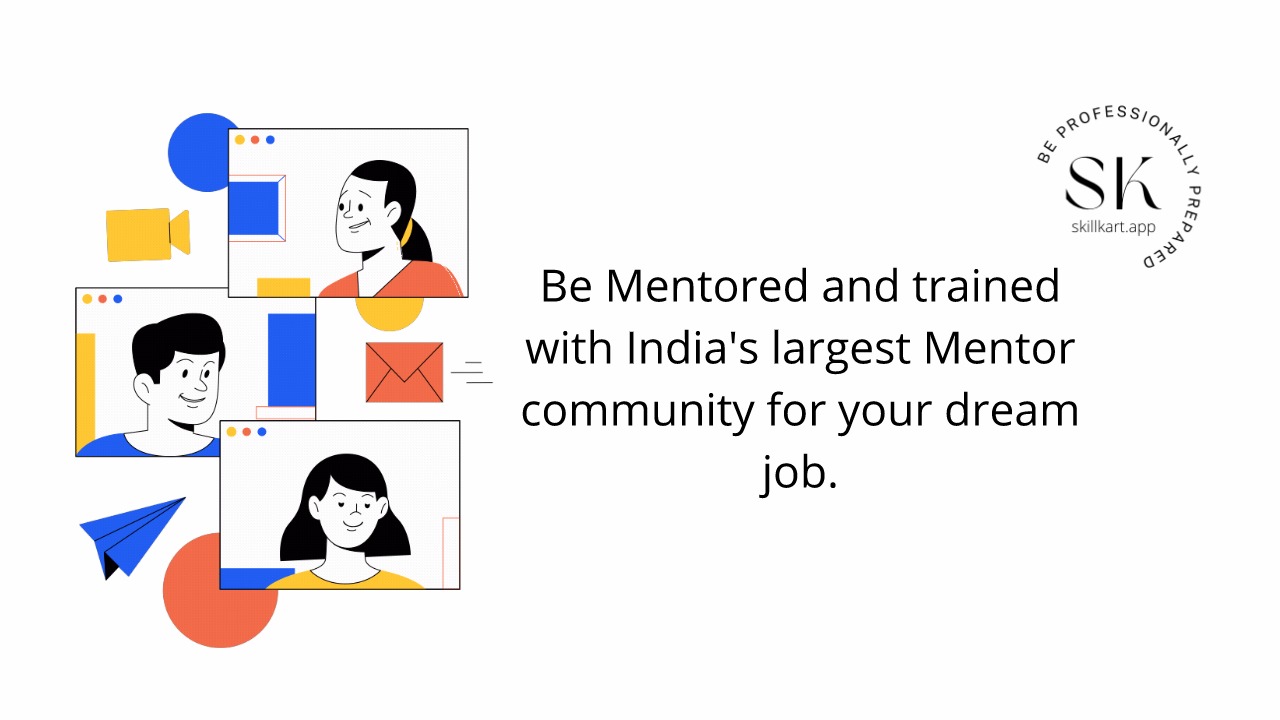 BE PROFESSIONALLY PREPARED
SK
skillkart.app
Be Mentored and trained
with India's largest Mentor
community for your dream
job.